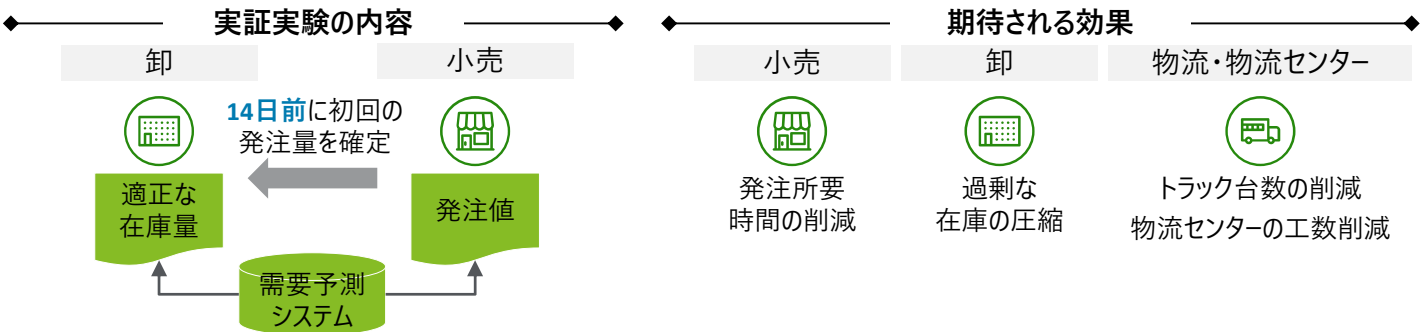 実証実験の内容
卸
小売
14日前に初回の
発注量を確定
適正な
在庫量
発注値
需要予測
システム
期待される効果
小売
卸
物流・物流センター
発注所要
時間の削減
過剰な
在庫の圧縮
トラック台数の削減
物流センターの工数削減